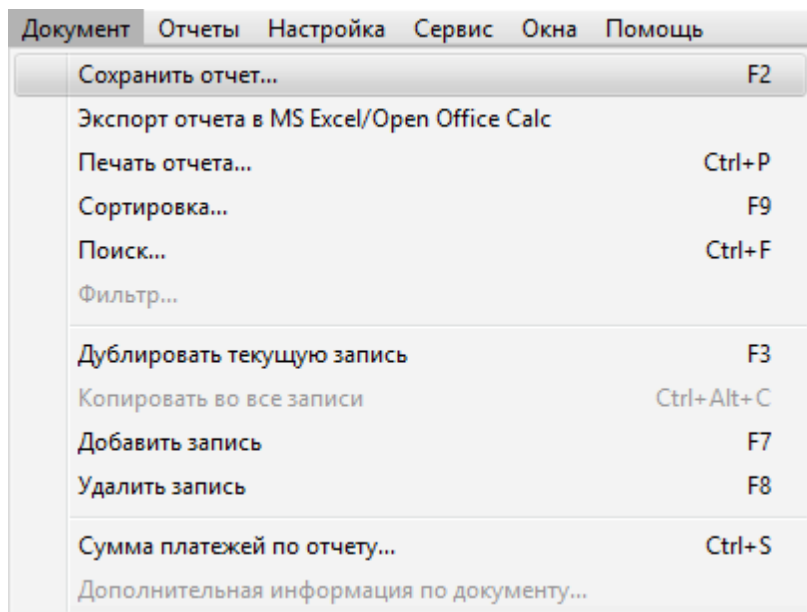 Документ Отчеты Настройка Сервис Окна Помощь
Сохранить отчет... F2
Экспорт отчета в MS Excel/Open Office Calc
Печать отчета... Ctrl+P
Сортировка... F9
Поиск... Ctrl+F
Фильтр...
Дублировать текущую запись F3
Копировать во все записи Ctrl+Alt+C
Добавить запись F7
Удалить запись F8
Сумма платежей по отчету... Ctrl+S
Дополнительная информация по документу...